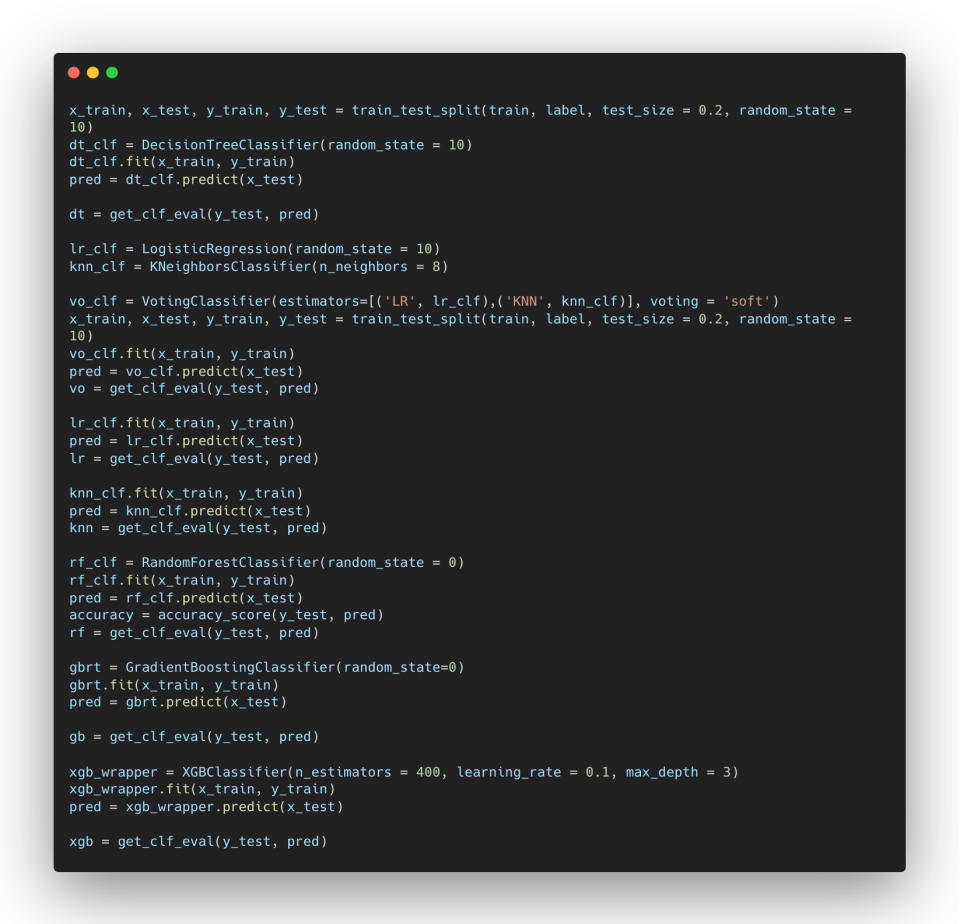 x_train, x_test, y_train, y_test = train_test_split(train, label, test_size = 0.2, random_state =
10)
dt_clf = DecisionTreeClassifier(random_state = 10)
dt_clf.fit(x_train, y_train)
pred = dt_clf.predict(x_test)

dt = get_clf_eval(y_test, pred)

lr_clf = LogisticRegression(random_state = 10)
knn_clf = KNeighborsClassifier(n_neighbors = 8)

vo_clf = VotingClassifier(estimators=[('LR', lr_clf),('KNN', knn_clf)], voting = 'soft')
x_train, x_test, y_train, y_test = train_test_split(train, label, test_size = 0.2, random_state =
10)
vo_clf.fit(x_train, y_train)
pred = vo_clf.predict(x_test)
vo = get_clf_eval(y_test, pred)

lr_clf.fit(x_train, y_train)
pred = lr_clf.predict(x_test)
lr = get_clf_eval(y_test, pred)

knn_clf.fit(x_train, y_train)
pred = knn_clf.predict(x_test)
knn = get_clf_eval(y_test, pred)

rf_clf = RandomForestClassifier(random_state = 0)
rf_clf.fit(x_train, y_train)
pred = rf_clf.predict(x_test)
accuracy = accuracy_score(y_test, pred)
rf = get_clf_eval(y_test, pred)

gbrt = GradientBoostingClassifier(random_state=0)
gbrt.fit(x_train, y_train)
pred = gbrt.predict(x_test)

gb = get_clf_eval(y_test, pred)

xgb_wrapper = XGBClassifier(n_estimators = 400, learning_rate = 0.1, max_depth = 3)
xgb_wrapper.fit(x_train, y_train)
pred = xgb_wrapper.predict(x_test)

xgb = get_clf_eval(y_test, pred)